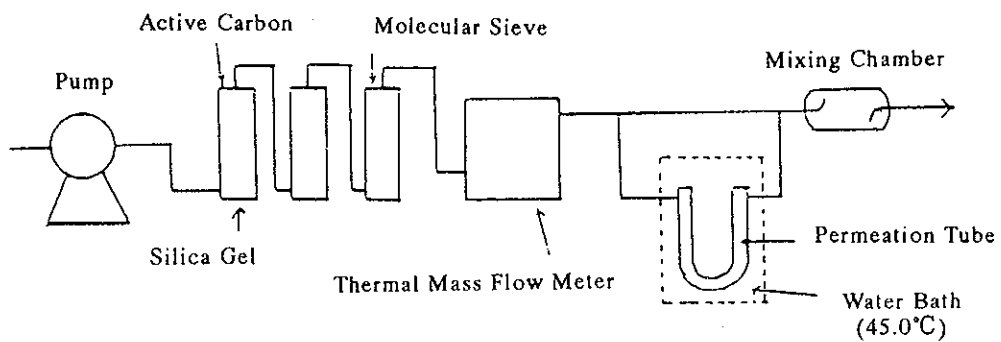 Active Carbon
Molecular Sieve
Mixing Chamber
Pump
Silica Gel
Thermal Mass Flow Meter
Permeation Tube
Water Bath
(45.0°C)